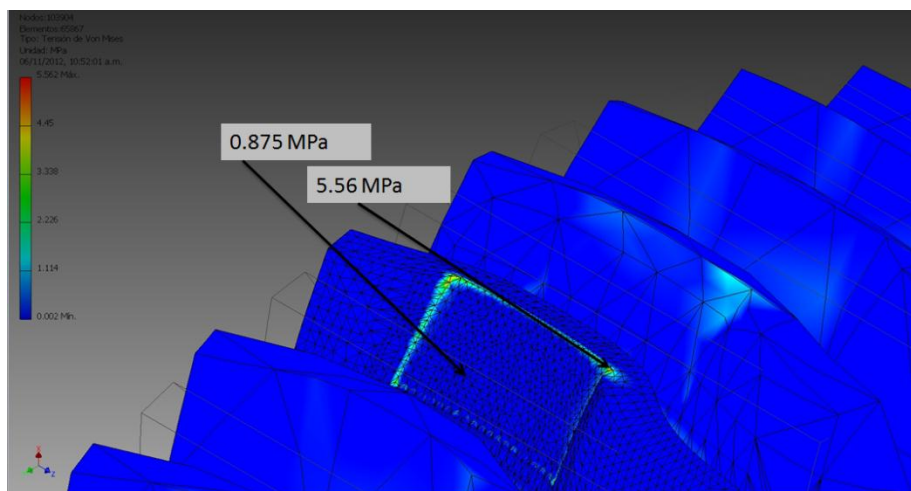 Nodos:103904
Elementos:65967
Tipo: Tensión de Von Mises
Unidad: MPa
06/11/2012, 10:52:01 a.m.
5.562 Máx.
4.45
3.338
2.226
1.114
0.002 Mín.
0.875 MPa
5.56 MPa